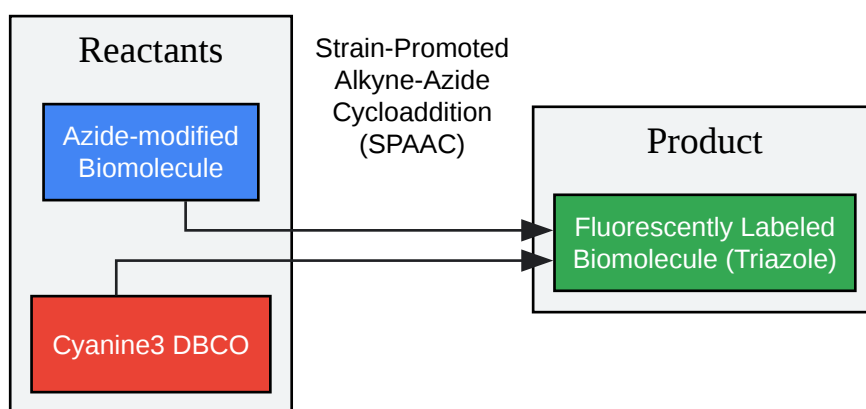 Reactants
Azide-modified
Biomolecule
Cyanine3 DBCO
Strain-Promoted
Alkyne-Azide
Cycloaddition
(SPAAC)
Product
Fluorescently Labeled
Biomolecule (Triazole)